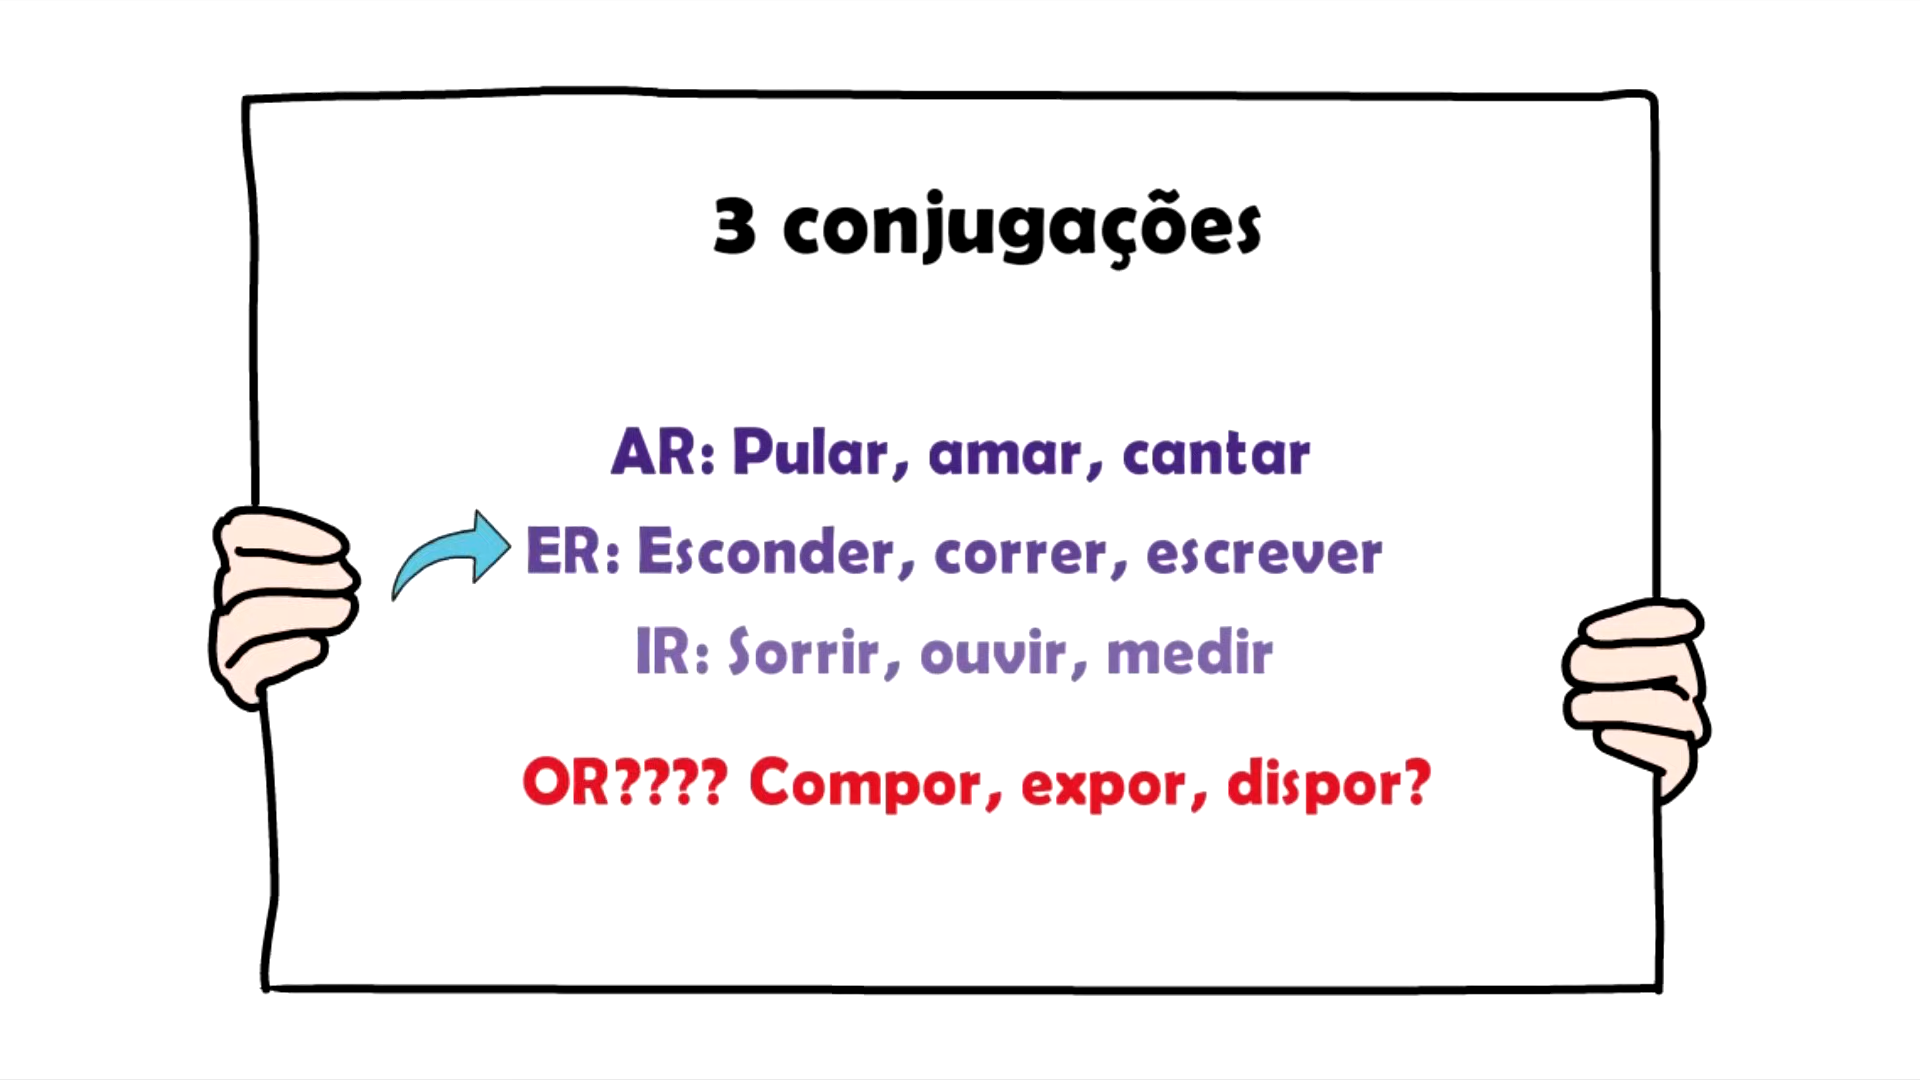 3 conjugações
AR: Pular, amar, cantar
ER: Esconder, correr, escrever
IR: Sorrir, ouvir, medir
OR???? Compor, expor, dispor?